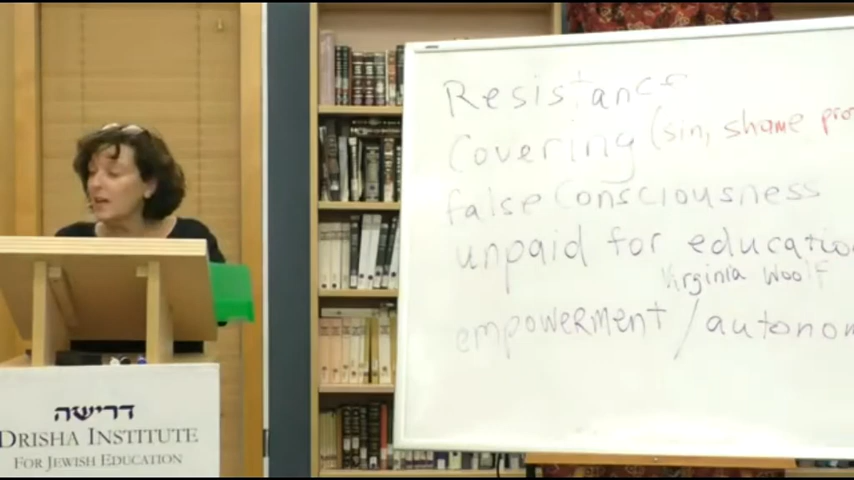 Resistance
Covering (sin, shame
false Consciousness
unpaid for education
Virginia Woolf
empowerment / autonom
דרישה
DRISHA INSTITUTE
FOR JEWISH EDUCATION